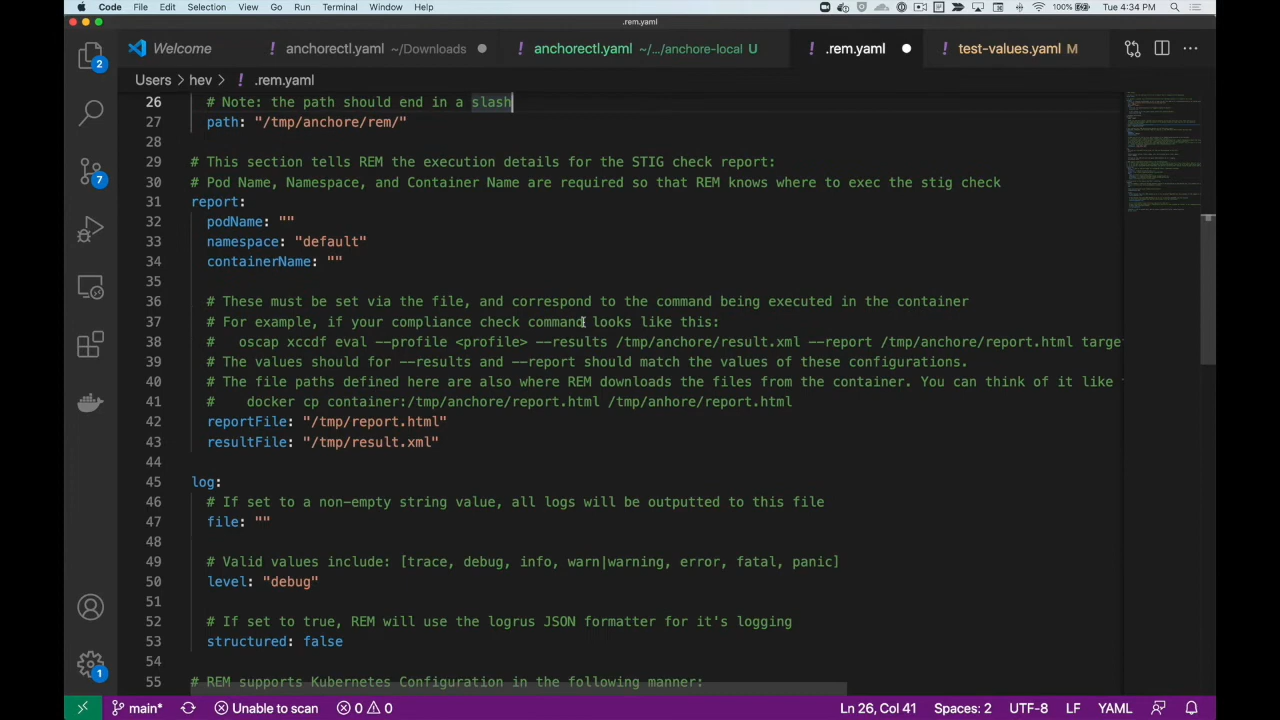 Code File Edit Selection View Go Run Terminal Window Help 100% Tue 4:34 PM
.rem.yaml
2 Welcome ! anchorectl.yaml ~/Downloads ! anchorectl.yaml ~/.../anchore-local U ! .rem.yaml ! test-values.yaml M
Users > hev > ! .rem.yaml
26 # Note: the path should end in a slash
27 path: "/tmp/anchore/rem/"
28
29 # This section tells REM the execution details for the STIG check report:
30 # Pod Name, Namespace, and Container Name are required so that REM knows where to exec the stig check
31 report:
32 podName: ""
33 namespace: "default"
34 containerName: ""
35
36 # These must be set via the file, and correspond to the command being executed in the container
37 # For example, if your compliance check command looks like this:
38 # oscap xccdf eval --profile <profile> --results /tmp/anchore/result.xml --report /tmp/anchore/report.html targe
39 # The values should for --results and --report should match the values of these configurations.
40 # The file paths defined here are also where REM downloads the files from the container. You can think of it like
41 # docker cp container:/tmp/anchore/report.html /tmp/anhore/report.html
42 reportFile: "/tmp/report.html"
43 resultFile: "/tmp/result.xml"
44
45 log:
46 # If set to a non-empty string value, all logs will be outputted to this file
47 file: ""
48
49 # Valid values include: [trace, debug, info, warn|warning, error, fatal, panic]
50 level: "debug"
51
52 # If set to true, REM will use the logrus JSON formatter for it's logging
53 structured: false
54
55 # REM supports Kubernetes Configuration in the following manner:
7
1
main* Unable to scan 0 0 Ln 26, Col 41 Spaces: 2 UTF-8 LF YAML